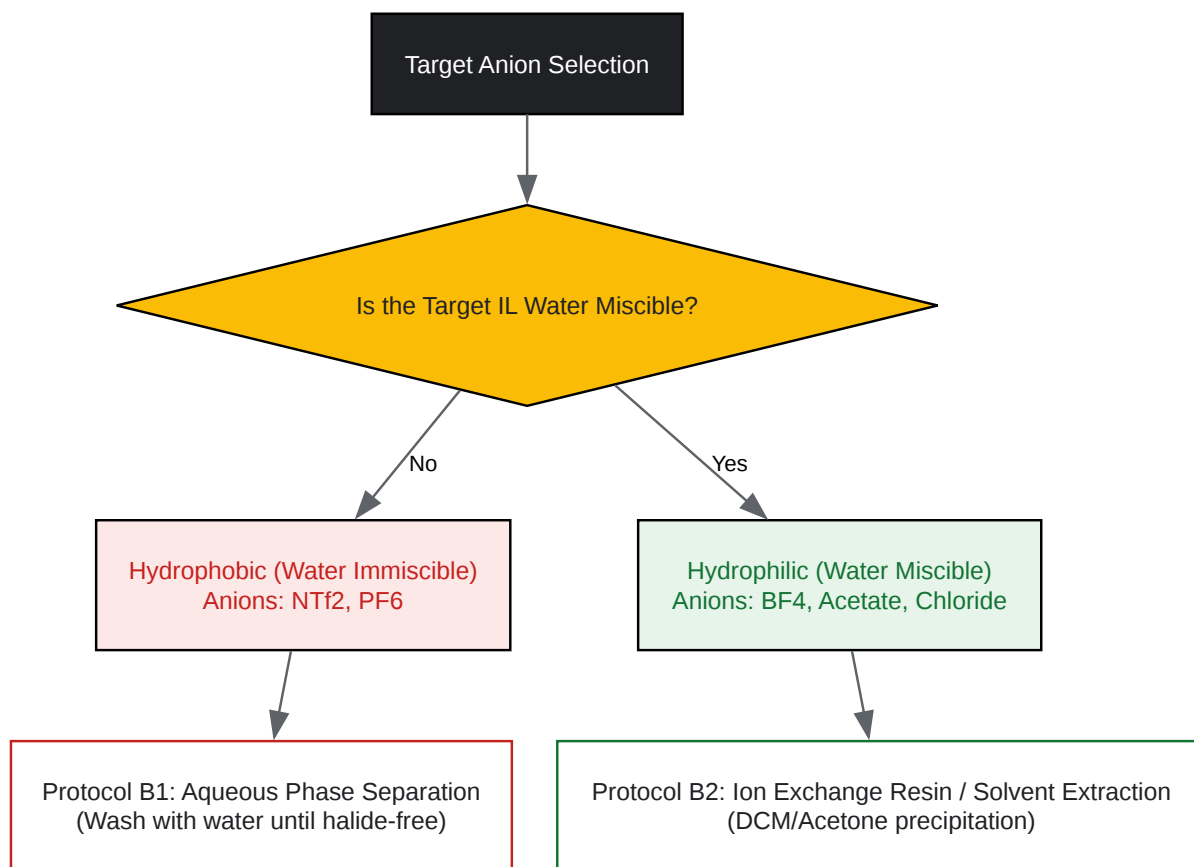 Target Anion Selection
Is the Target IL Water Miscible?
No
Yes
Hydrophobic (Water Immiscible)
Anions: NTf2, PF6
Hydrophilic (Water Miscible)
Anions: BF4, Acetate, Chloride
Protocol B1: Aqueous Phase Separation
(Wash with water until halide-free)
Protocol B2: Ion Exchange Resin / Solvent Extraction
(DCM/Acetone precipitation)